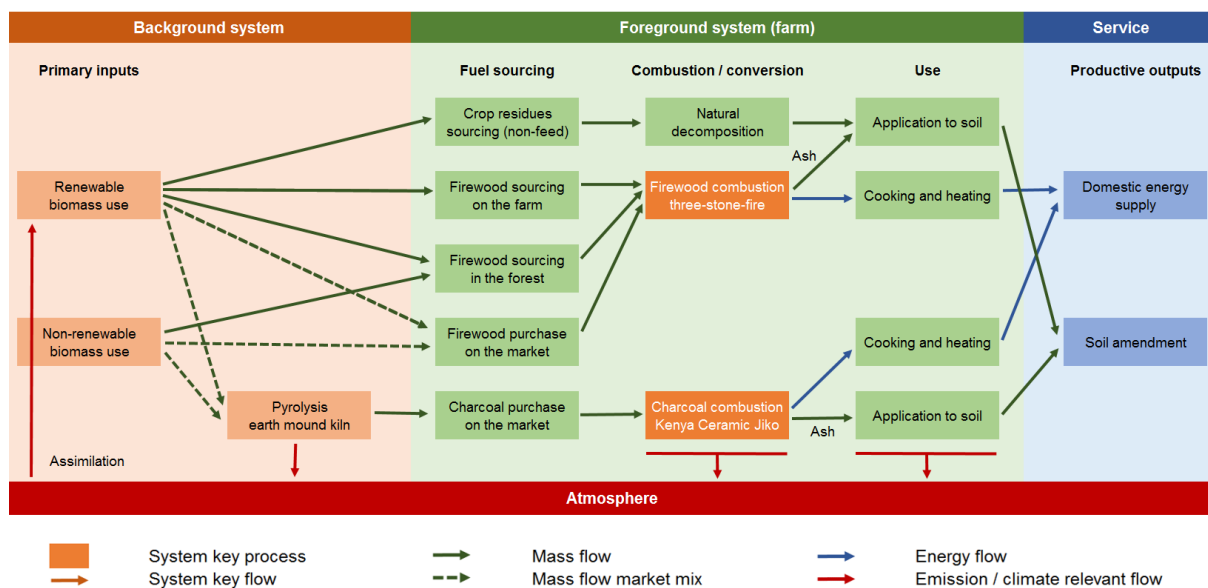 Background system
Foreground system (farm)
Service
Primary inputs
Fuel sourcing
Combustion / conversion
Use
Productive outputs
Crop residues
sourcing (non-feed)
Natural
decomposition
Application to soil
Ash
Renewable
biomass use
Firewood sourcing
on the farm
Firewood combustion
three-stone-fire
Cooking and heating
Domestic energy
supply
Firewood sourcing
in the forest
Non-renewable
biomass use
Firewood purchase
on the market
Cooking and heating
Soil amendment
Pyrolysis
earth mound kiln
Charcoal purchase
on the market
Charcoal combustion
Kenya Ceramic Jiko
Ash
Application to soil
Assimilation
Atmosphere
System key process
Mass flow
Energy flow
System key flow
Mass flow market mix
Emission / climate relevant flow